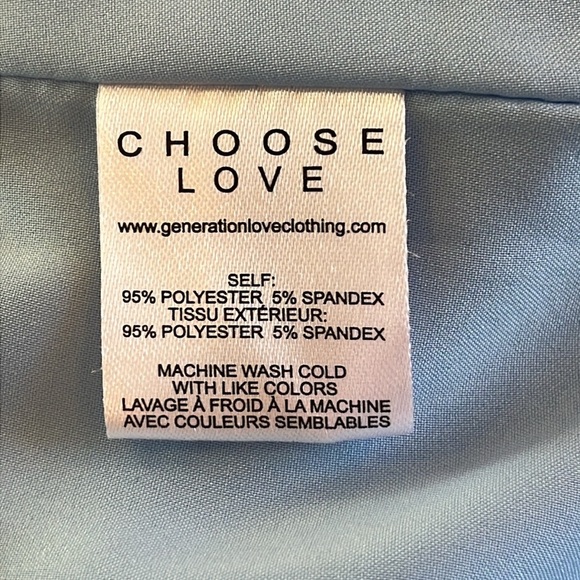 CHOOSE
LOVE
www.generationloveclothing.com
SELF:
95% POLYESTER 5% SPANDEX
TISSU EXTÉRIEUR:
95% POLYESTER 5% SPANDEX
MACHINE WASH COLD
WITH LIKE COLORS
LAVAGE À FROID À LA MACHINE
AVEC COULEURS SEMBLABLES